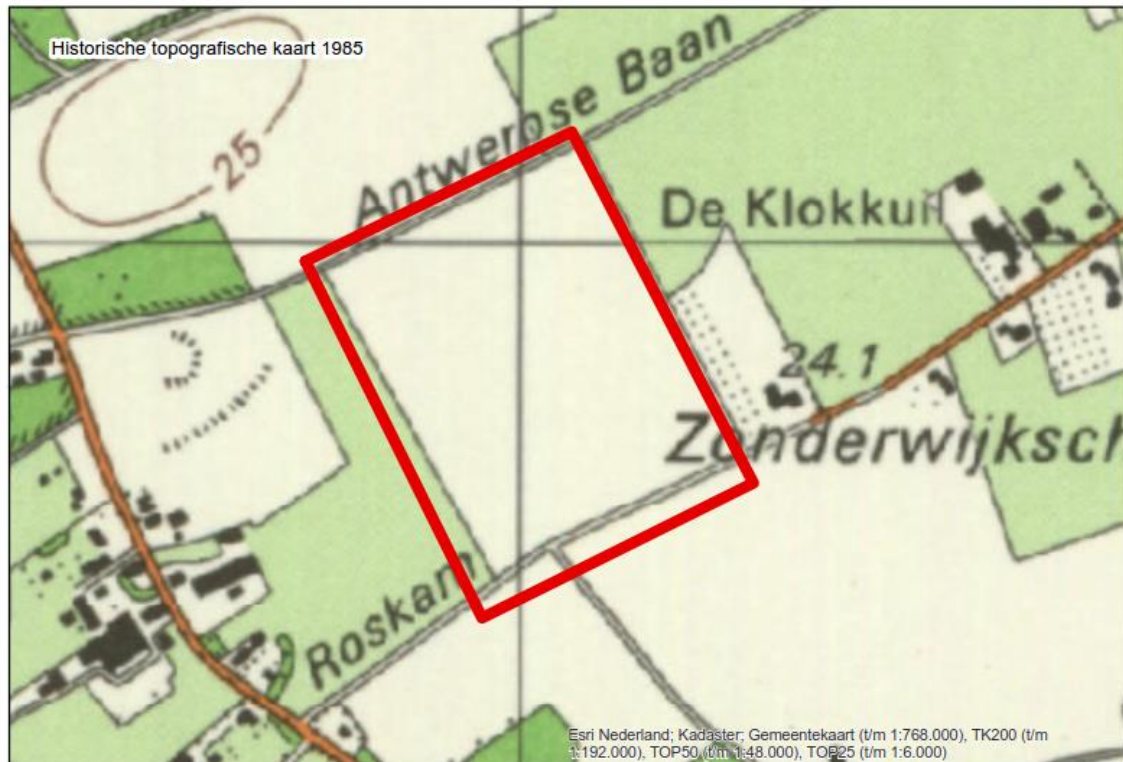 Historische topografische kaart 1985
Antwerpse Baan
25
De Klokkuil
24.1
Zonderwijksch
Roskam
Esri Nederland; Kadaster; Gemeentekaart (t/m 1:768.000), TK200 (t/m
1:192.000), TOP50 (t/m 1:48.000), TOP25 (t/m 1:6.000)